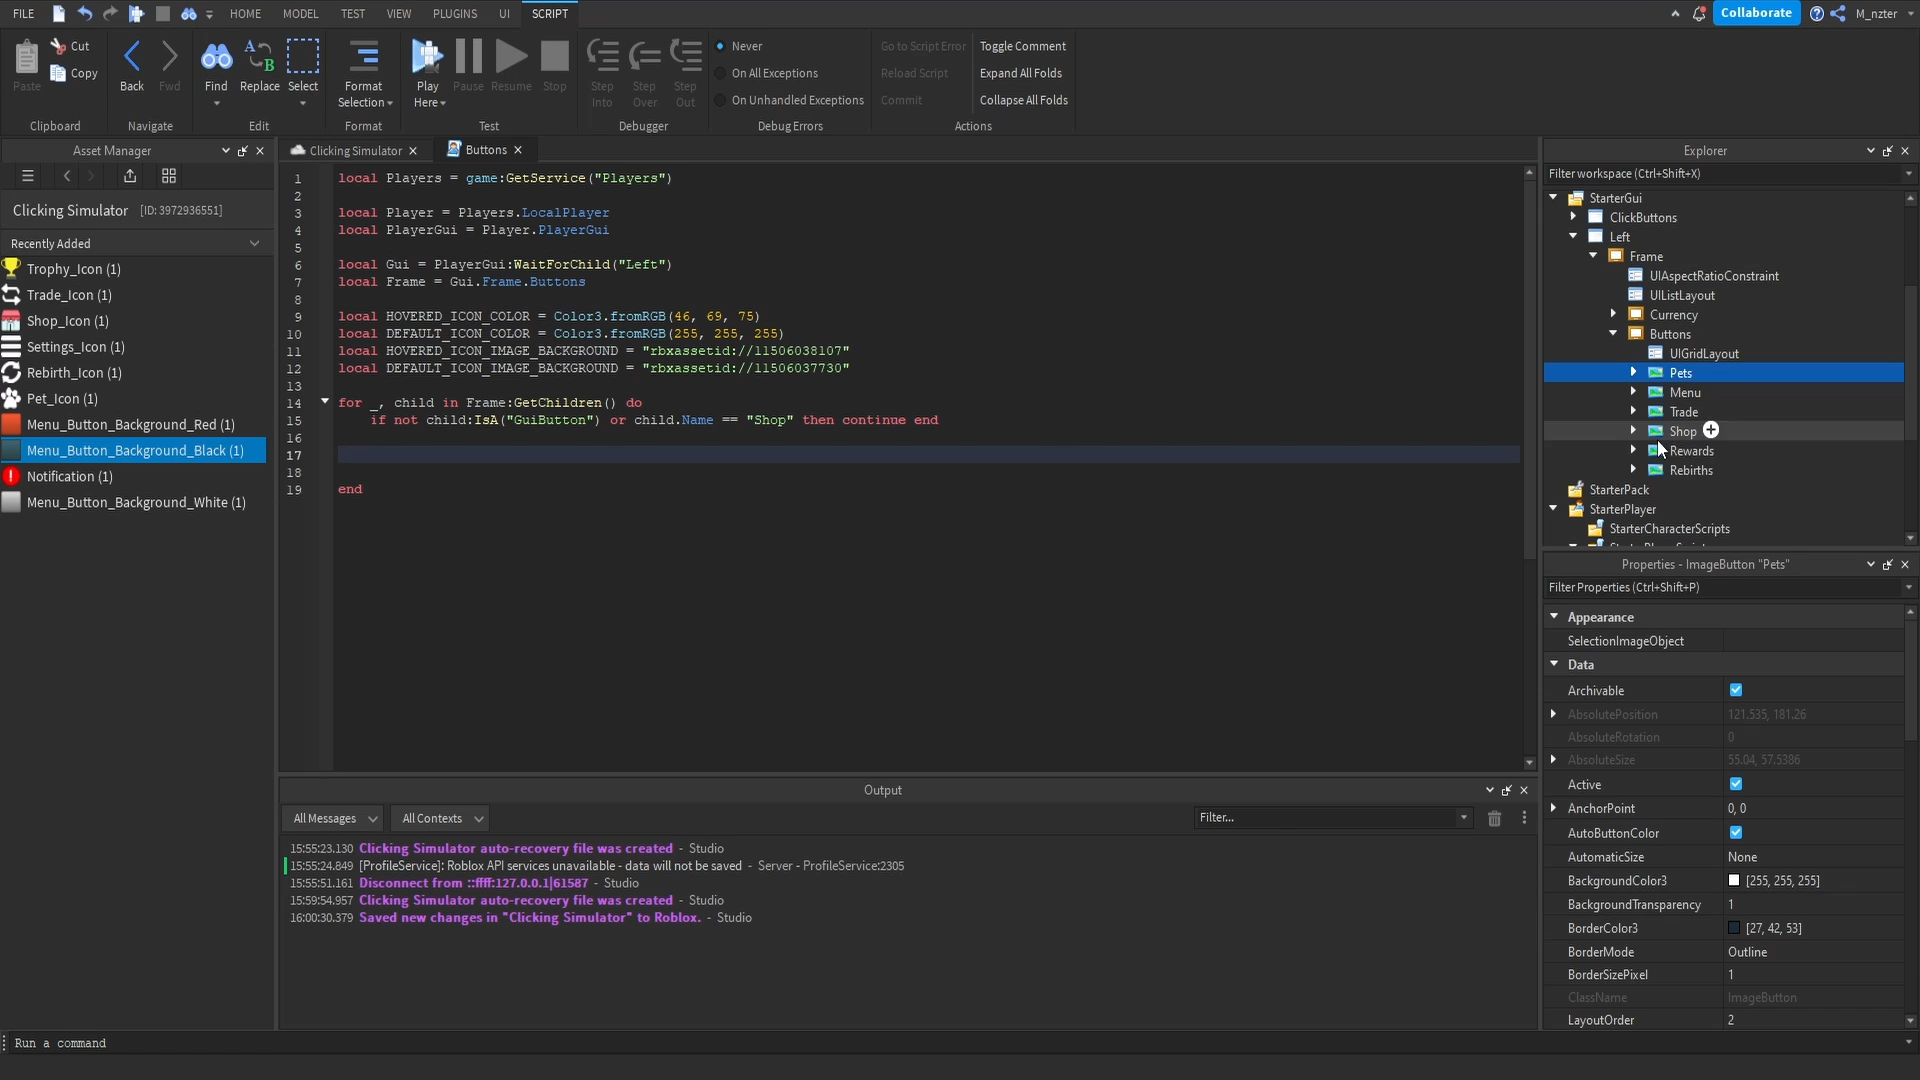 FILE HOME MODEL TEST VIEW PLUGINS UI SCRIPT Collaborate M_nzter
Paste Cut Copy Clipboard
Back Fwd Navigate
Find Replace Select Edit
Format Selection Format
Play Here Pause Resume Stop Test
Step Into Step Over Step Out Debugger
Never
On All Exceptions
On Unhandled Exceptions
Debug Errors
Go to Script Error Toggle Comment
Reload Script Expand All Folds
Commit Collapse All Folds
Actions
Asset Manager
Clicking Simulator [ID: 3972936551]
Recently Added
Trophy_Icon (1)
Trade_Icon (1)
Shop_Icon (1)
Settings_Icon (1)
Rebirth_Icon (1)
Pet_Icon (1)
Menu_Button_Background_Red (1)
Menu_Button_Background_Black (1)
Notification (1)
Menu_Button_Background_White (1)
Clicking Simulator Buttons
1 local Players = game:GetService("Players")
2
3 local Player = Players.LocalPlayer
4 local PlayerGui = Player.PlayerGui
5
6 local Gui = PlayerGui:WaitForChild("Left")
7 local Frame = Gui.Frame.Buttons
8
9 local HOVERED_ICON_COLOR = Color3.fromRGB(46, 69, 75)
10 local DEFAULT_ICON_COLOR = Color3.fromRGB(255, 255, 255)
11 local HOVERED_ICON_IMAGE_BACKGROUND = "rbxassetid://11506038107"
12 local DEFAULT_ICON_IMAGE_BACKGROUND = "rbxassetid://11506037730"
13
14 for _, child in Frame:GetChildren() do
15 if not child:IsA("GuiButton") or child.Name == "Shop" then continue end
16
17
18
19 end
Output
All Messages All Contexts Filter...
15:55:23.130 Clicking Simulator auto-recovery file was created - Studio
15:55:24.849 [ProfileService]: Roblox API services unavailable - data will not be saved - Server - ProfileService:2305
15:55:51.161 Disconnect from ::ffff:127.0.0.1|61587 - Studio
15:59:54.957 Clicking Simulator auto-recovery file was created - Studio
16:00:30.379 Saved new changes in "Clicking Simulator" to Roblox. - Studio
Explorer
Filter workspace (Ctrl+Shift+X)
StarterGui
ClickButtons
Left
Frame
UIAspectRatioConstraint
UIListLayout
Currency
Buttons
UIGridLayout
Pets
Menu
Trade
Shop
Rewards
Rebirths
StarterPack
StarterPlayer
StarterCharacterScripts
Properties - ImageButton "Pets"
Filter Properties (Ctrl+Shift+P)
Appearance
SelectionImageObject
Data
Archivable
AbsolutePosition 121.535, 181.26
AbsoluteRotation 0
AbsoluteSize 55.04, 57.5386
Active
AnchorPoint 0, 0
AutoButtonColor
AutomaticSize None
BackgroundColor3 [255, 255, 255]
BackgroundTransparency 1
BorderColor3 [27, 42, 53]
BorderMode Outline
BorderSizePixel 1
ClassName ImageButton
LayoutOrder 2
Run a command